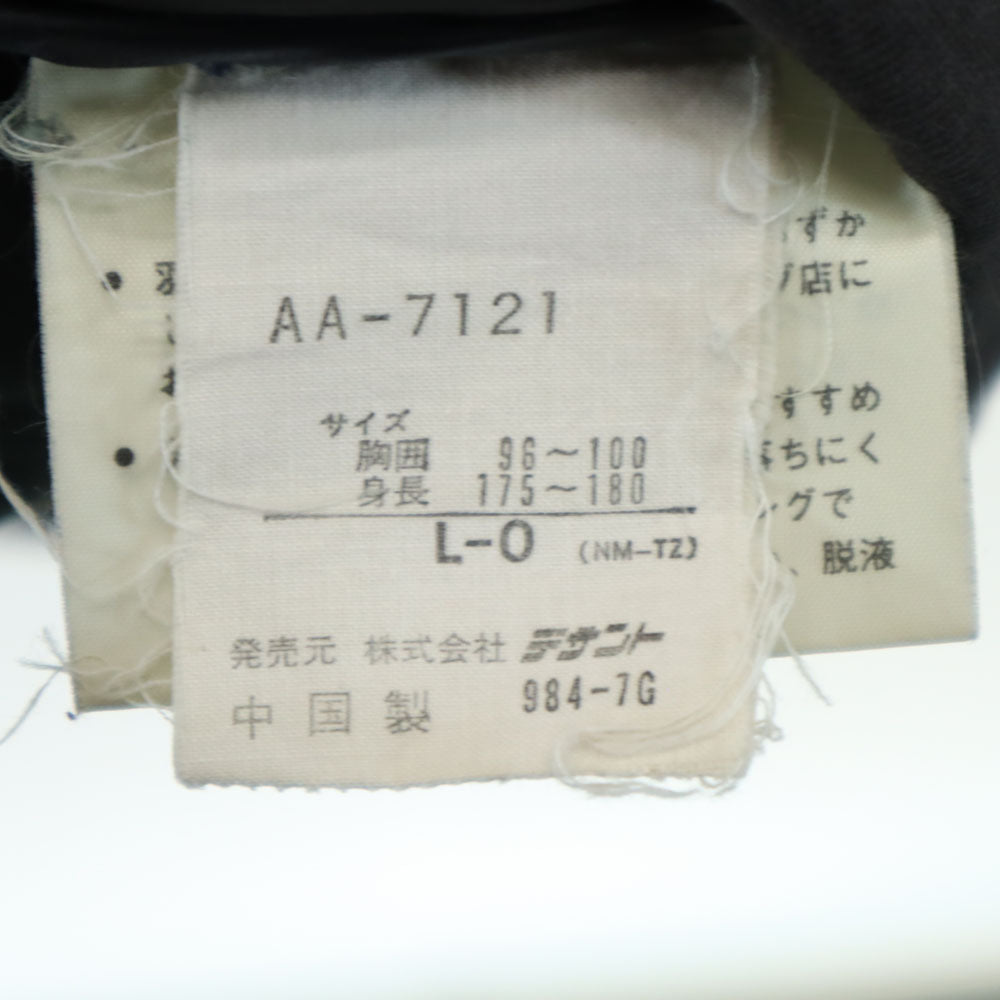 AA-7121
サイズ
胸囲 96～100
身長 175～180
L-O (NM-TZ)
発売元 株式会社 デサント
中国製 984-7G
ずか
店に
すすめ
ちにく
グで
、脱液